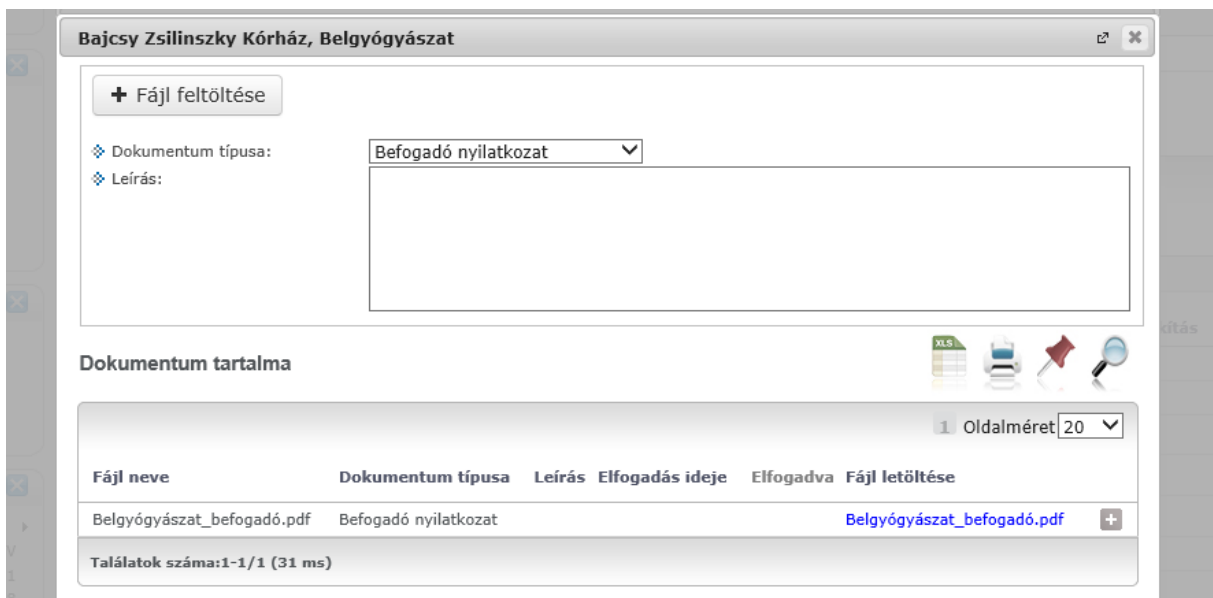 Bajcsy Zsilinszky Kórház, Belgyógyászat
+ Fájl feltöltése
Dokumentum típusa: Befogadó nyilatkozat
Leírás:
kítás
Dokumentum tartalma
XLS
1 Oldalméret 20
Fájl neve Dokumentum típusa Leírás Elfogadás ideje Elfogadva Fájl letöltése
Belgyógyászat_befogadó.pdf Befogadó nyilatkozat Belgyógyászat_befogadó.pdf
Találatok száma:1-1/1 (31 ms)